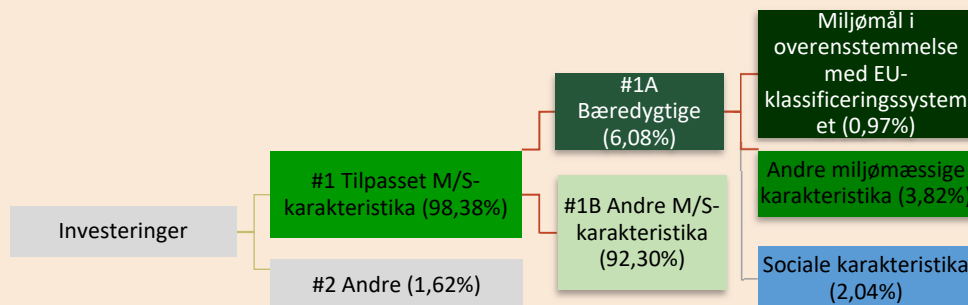 Investeringer
#1 Tilpasset M/S-
karakteristika (98,38%)
#2 Andre (1,62%)
#1A
Bæredygtige
(6,08%)
#1B Andre M/S-
karakteristika
(92,30%)
Miljømål i
overensstemmelse
med EU-
klassificeringssystem
et (0,97%)
Andre miljømæssige
karakteristika (3,82%)
Sociale karakteristika
(2,04%)